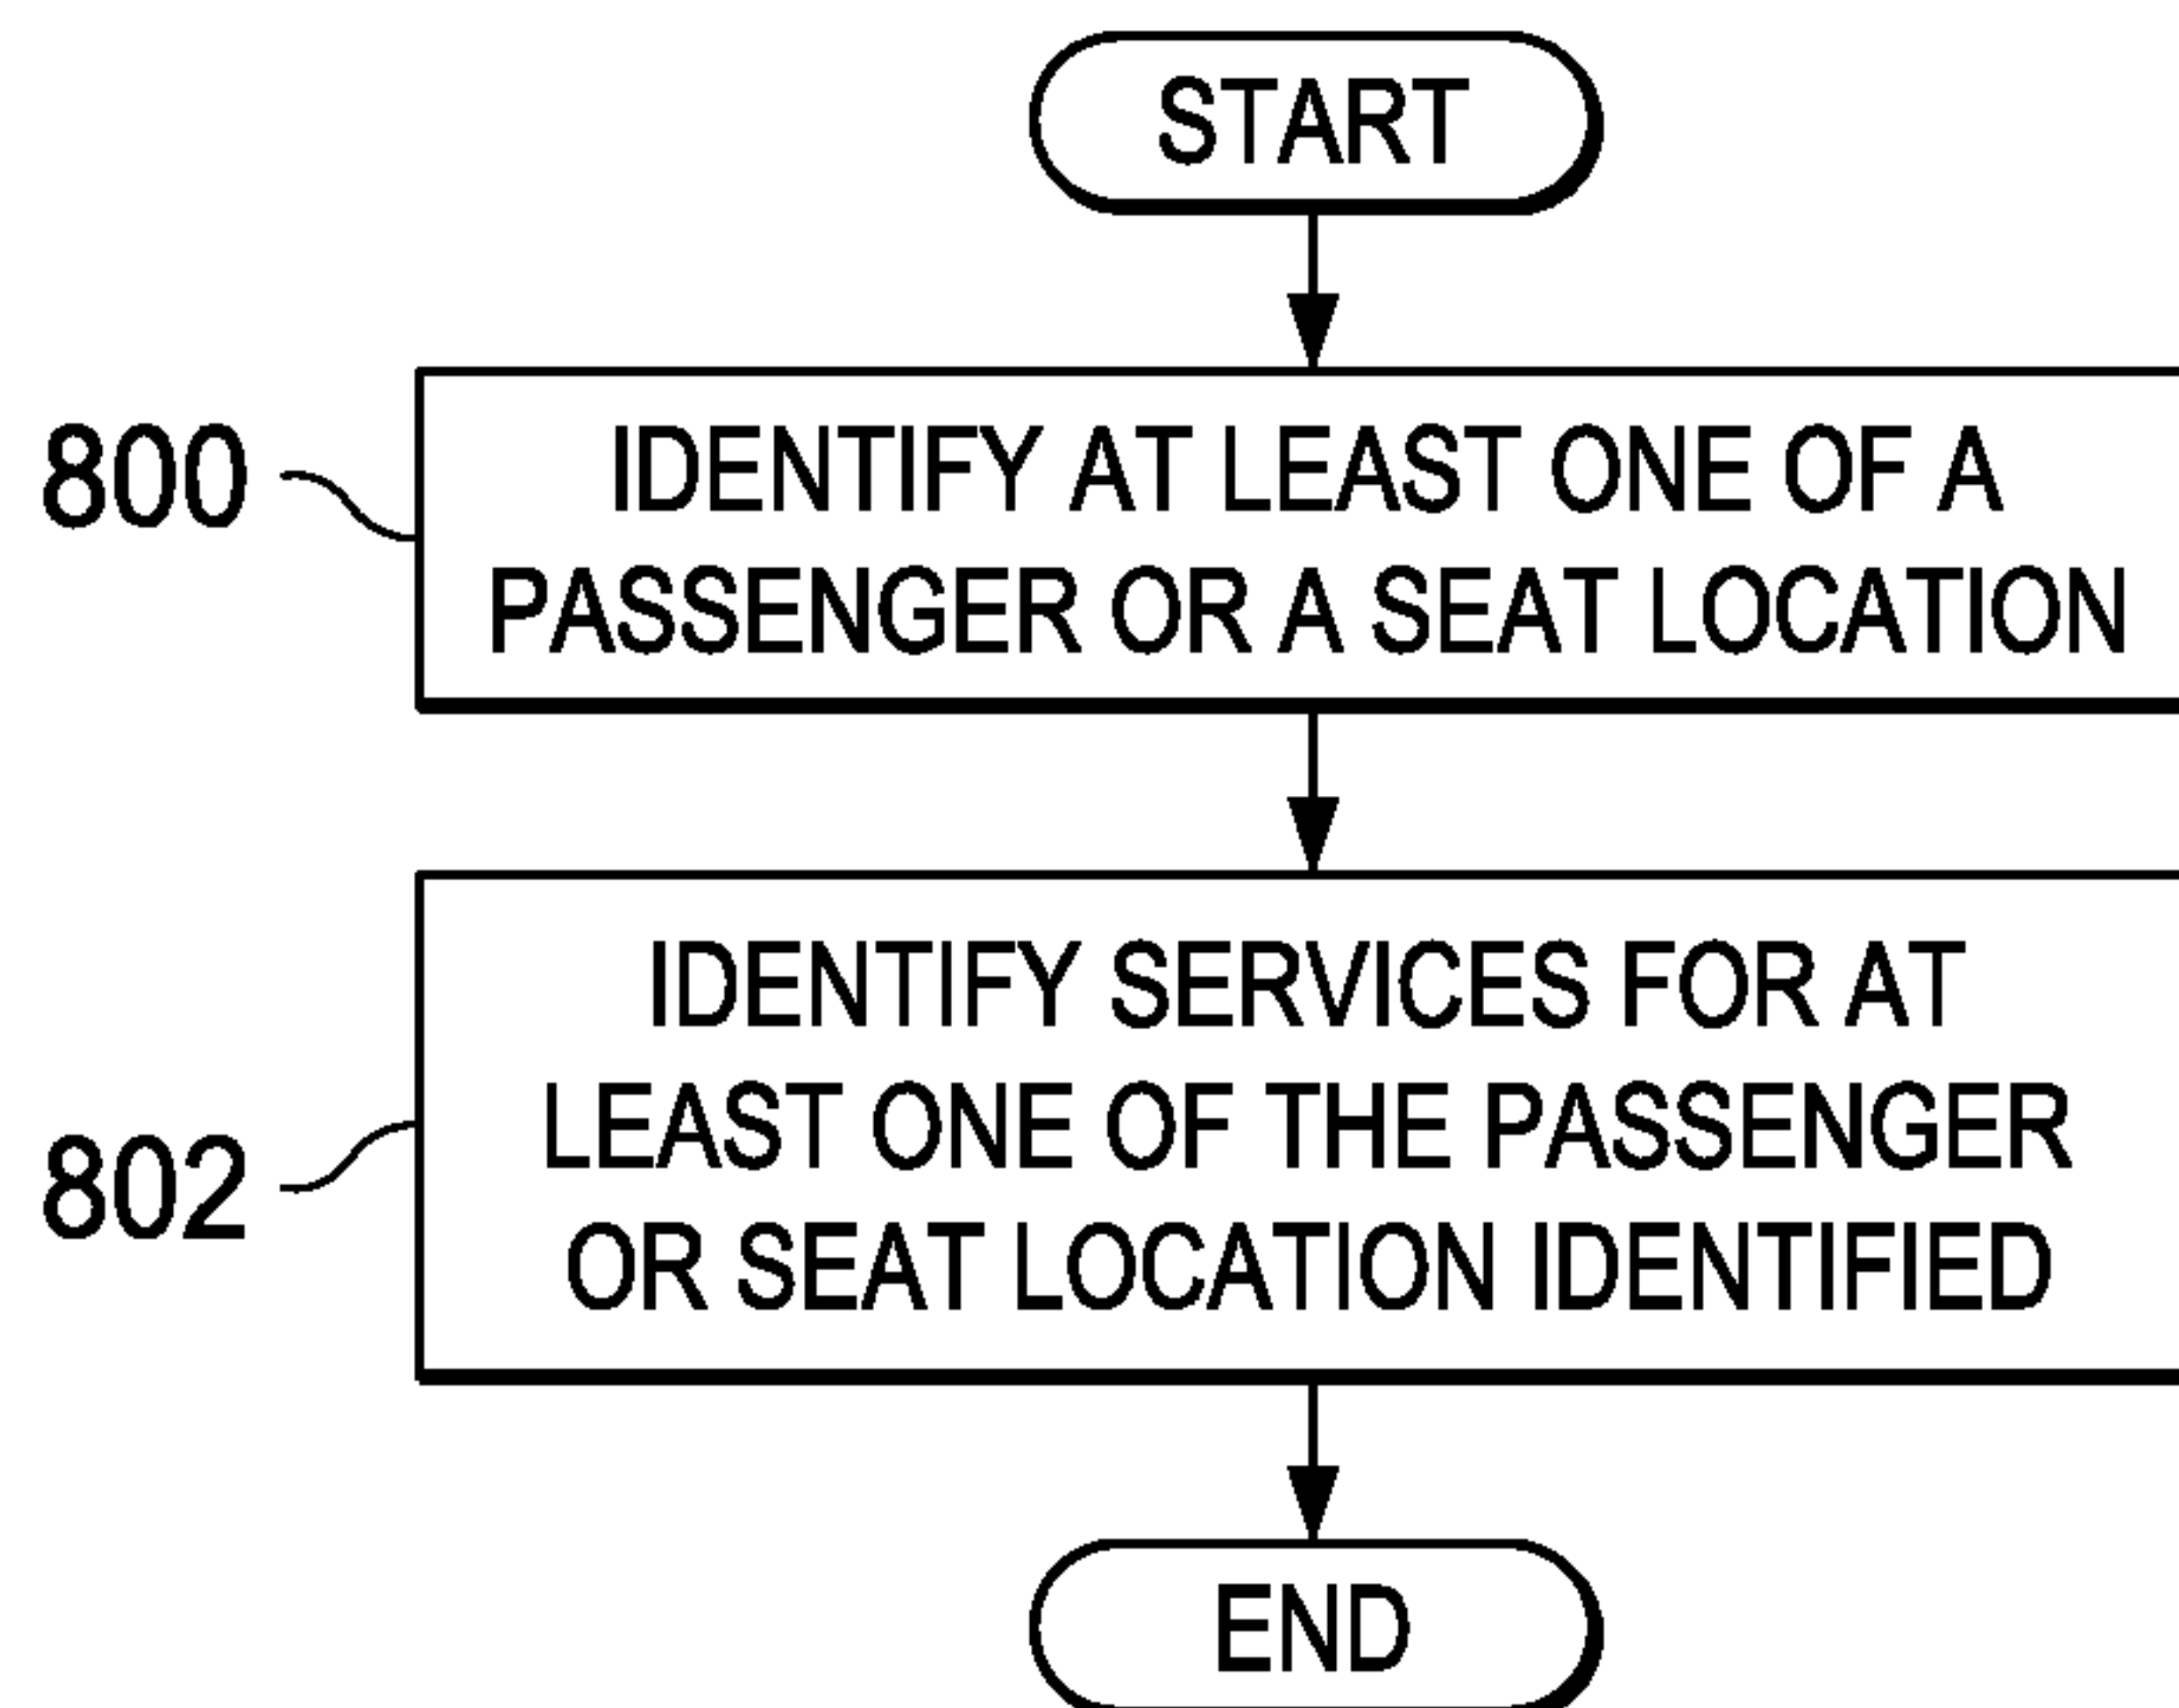 START
800
IDENTIFY AT LEAST ONE OF A
PASSENGER OR A SEAT LOCATION
802
IDENTIFY SERVICES FOR AT
LEAST ONE OF THE PASSENGER
OR SEAT LOCATION IDENTIFIED
END